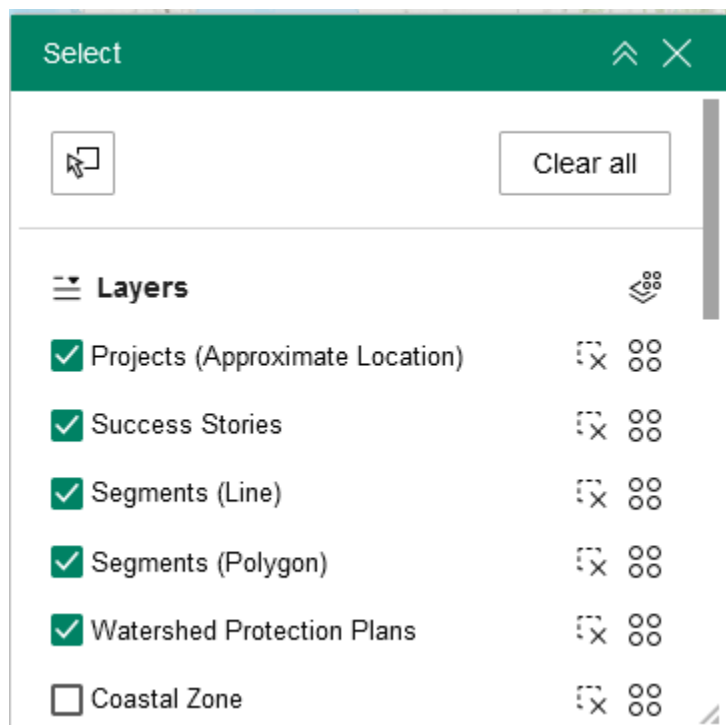 Select
Clear all
Layers
Projects (Approximate Location)
Success Stories
Segments (Line)
Segments (Polygon)
Watershed Protection Plans
Coastal Zone